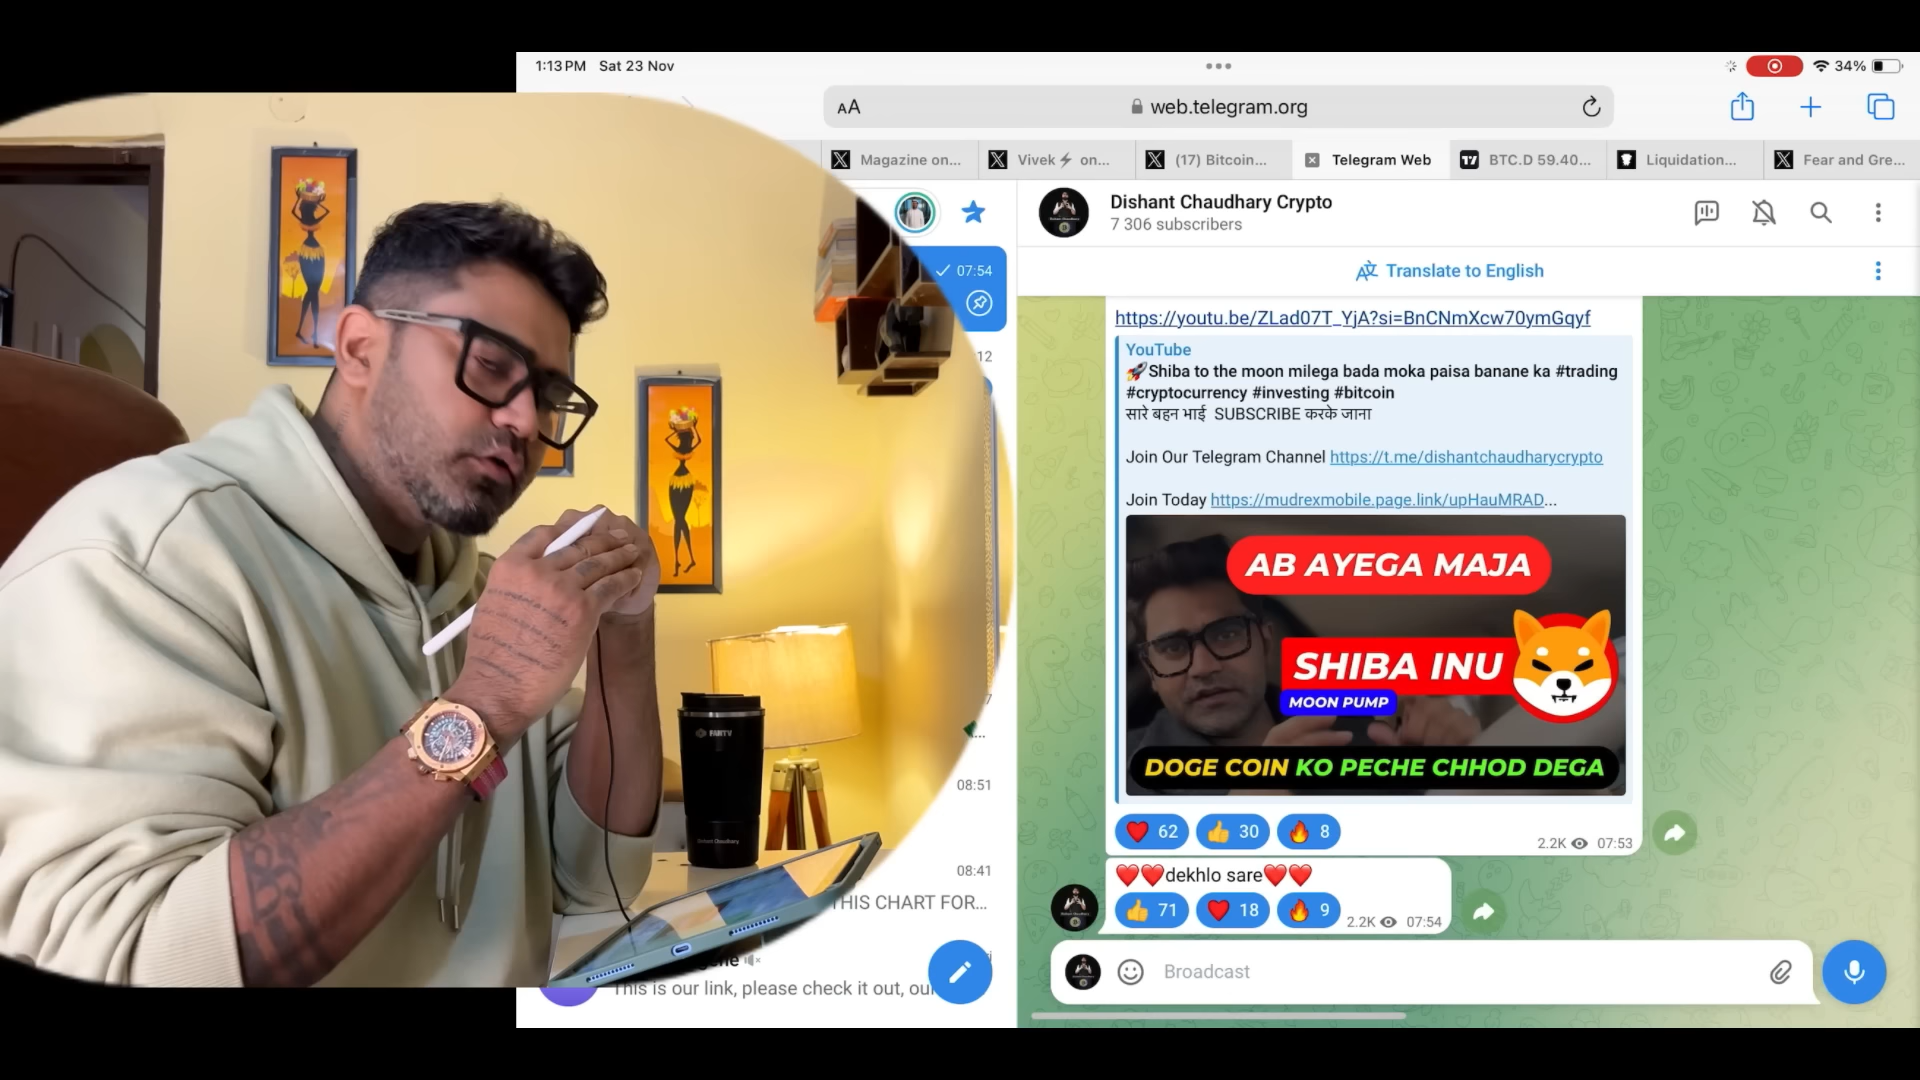 1:13 PM Sat 23 Nov
34%
AA
web.telegram.org
Magazine on...
Vivek⚡ on...
(17) Bitcoin...
Telegram Web
BTC.D 59.40...
Liquidation...
Fear and Gre...
Dishant Chaudhary Crypto
7 306 subscribers
Translate to English
07:54
12
08:51
08:41
THIS CHART FOR...
This is our link, please check it out, our
https://youtu.be/ZLad07T_YjA?si=BnCNmXcw70ymGqyf
YouTube
🚀Shiba to the moon milega bada moka paisa banane ka #trading
#cryptocurrency #investing #bitcoin
सारे बहन भाई SUBSCRIBE करके जाना
Join Our Telegram Channel https://t.me/dishantchaudharycrypto
Join Today https://mudrexmobile.page.link/upHauMRAD...
AB AYEGA MAJA
SHIBA INU
MOON PUMP
DOGE COIN KO PECHE CHHOD DEGA
❤️ 62 👍 30 🔥 8
2.2K 07:53
❤️❤️dekhlo sare❤️❤️
👍 71 ❤️ 18 🔥 9
2.2K 07:54
Broadcast
FARTV
Dishant Chaudhary